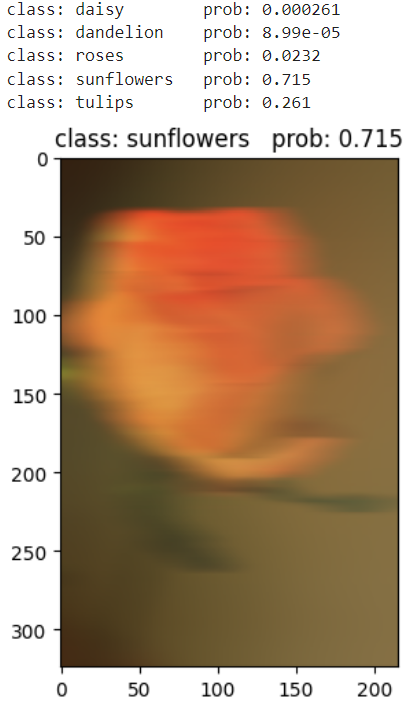 class: daisy prob: 0.000261
class: dandelion prob: 8.99e-05
class: roses prob: 0.0232
class: sunflowers prob: 0.715
class: tulips prob: 0.261
class: sunflowers prob: 0.715
0
50
100
150
200
250
300
0 50 100 150 200